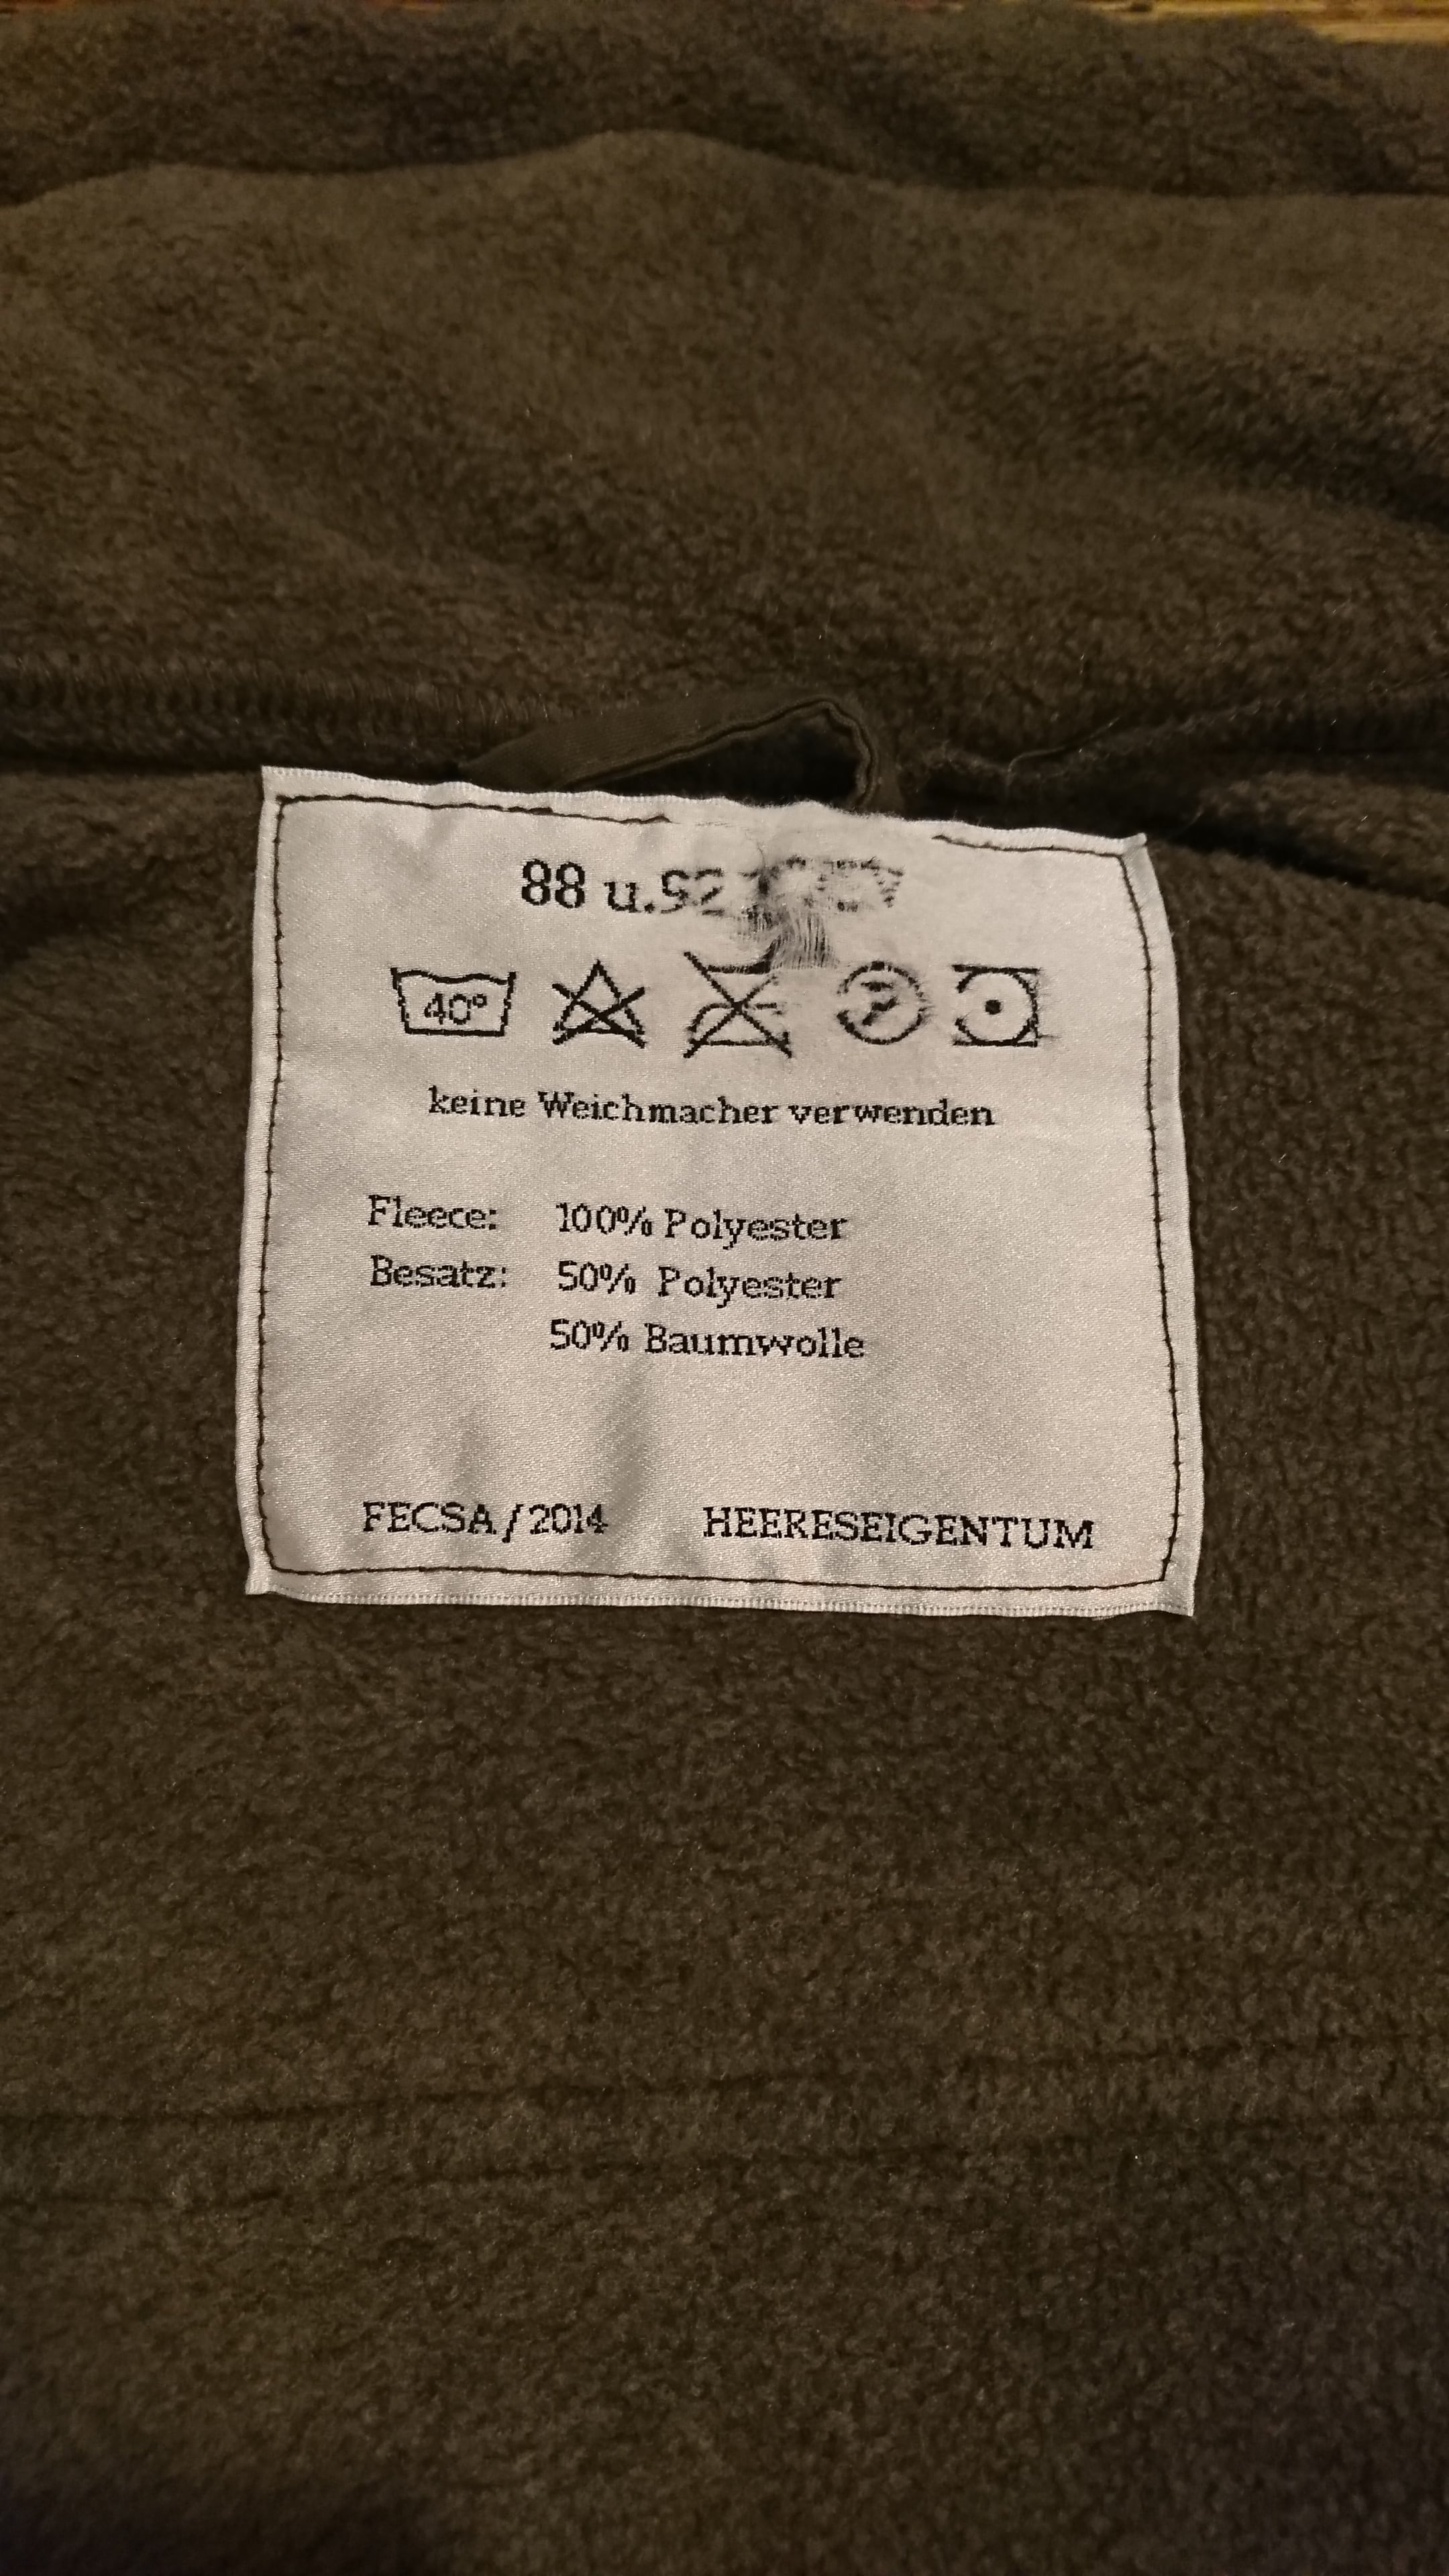 88 u.92
40°
P
keine Weichmacher verwenden
Fleece: 100% Polyester
Besatz: 50% Polyester
50% Baumwolle
FECSA / 2014 HEERESEIGENTUM